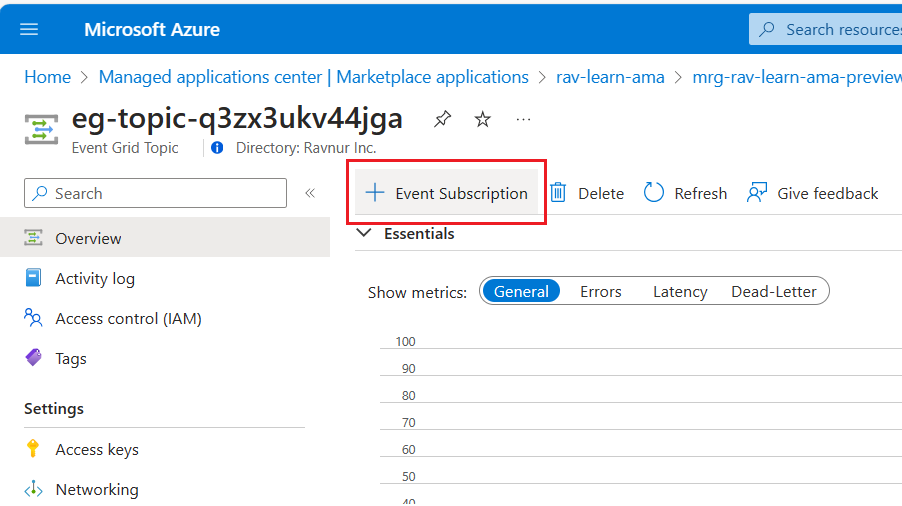 Microsoft Azure
Search resources
Home > Managed applications center | Marketplace applications > rav-learn-ama > mrg-rav-learn-ama-preview
eg-topic-q3zx3ukv44jga
Event Grid Topic
Directory: Ravnur Inc.
Search
«
+ Event Subscription
Delete
Refresh
Give feedback
Overview
Activity log
Access control (IAM)
Tags
Settings
Access keys
Networking
Essentials
Show metrics:
General
Errors
Latency
Dead-Letter
100
90
80
70
60
50
40